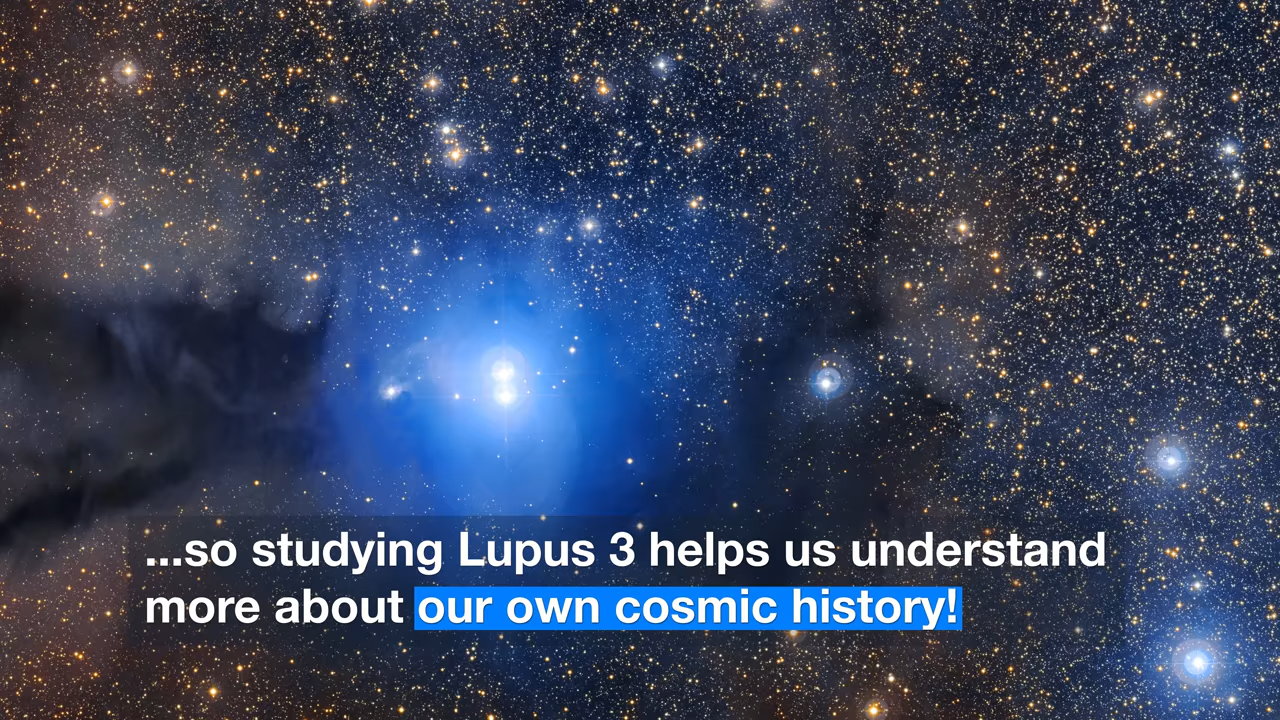 ...so studying Lupus 3 helps us understand
more about our own cosmic history!